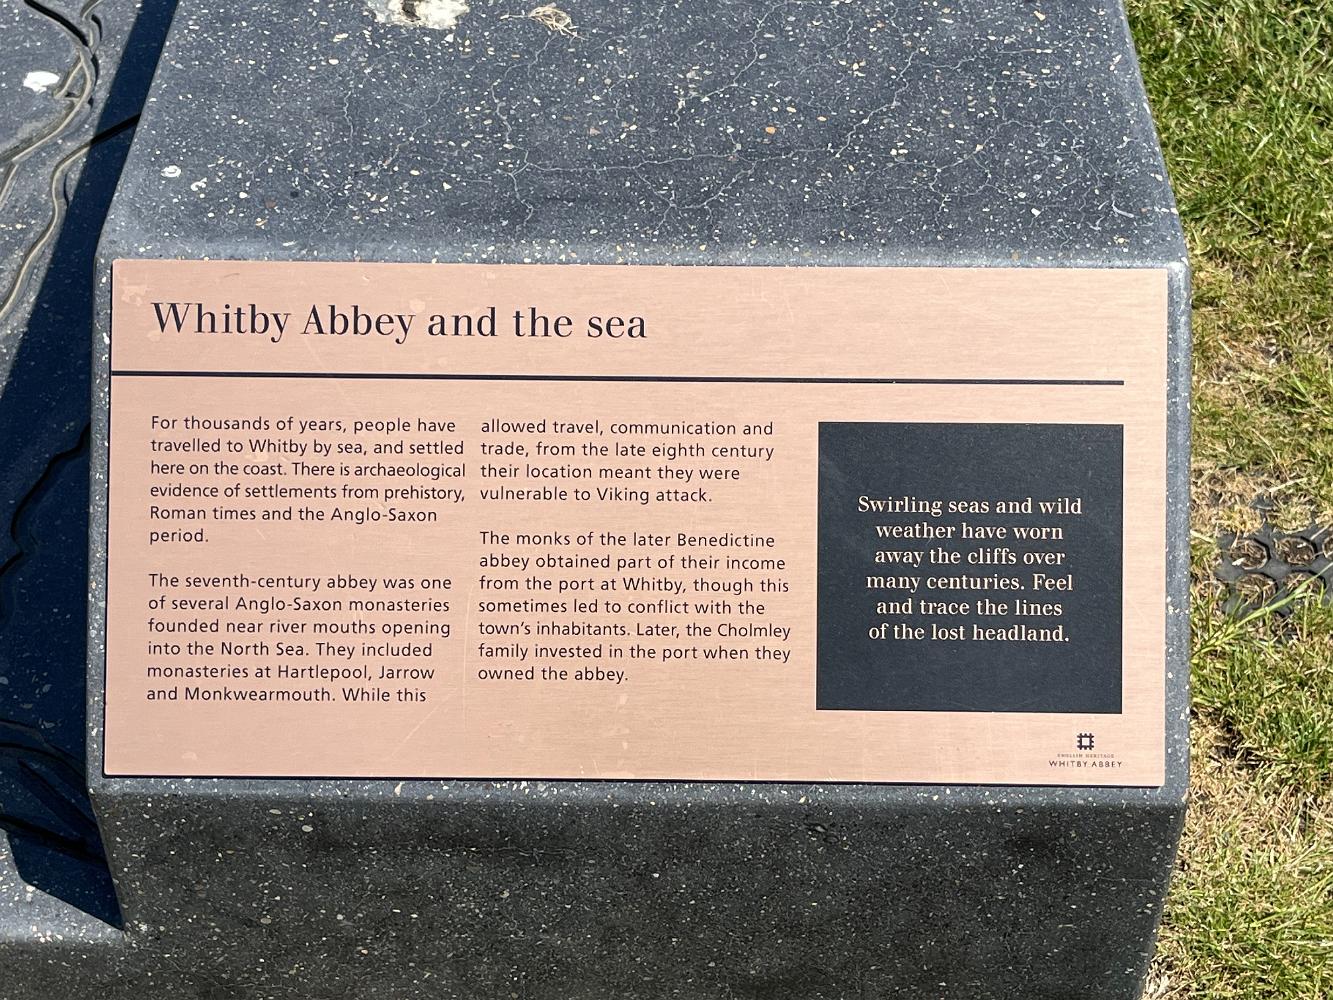 Whitby Abbey and the sea
For thousands of years, people have
travelled to Whitby by sea, and settled
here on the coast. There is archaeological
evidence of settlements from prehistory,
Roman times and the Anglo-Saxon
period.
The seventh-century abbey was one
of several Anglo-Saxon monasteries
founded near river mouths opening
into the North Sea. They included
monasteries at Hartlepool, Jarrow
and Monkwearmouth. While this
allowed travel, communication and
trade, from the late eighth century
their location meant they were
vulnerable to Viking attack.
The monks of the later Benedictine
abbey obtained part of their income
from the port at Whitby, though this
sometimes led to conflict with the
town's inhabitants. Later, the Cholmley
family invested in the port when they
owned the abbey.
Swirling seas and wild
weather have worn
away the cliffs over
many centuries. Feel
and trace the lines
of the lost headland.
ENGLISH HERITAGE
WHITBY ABBEY